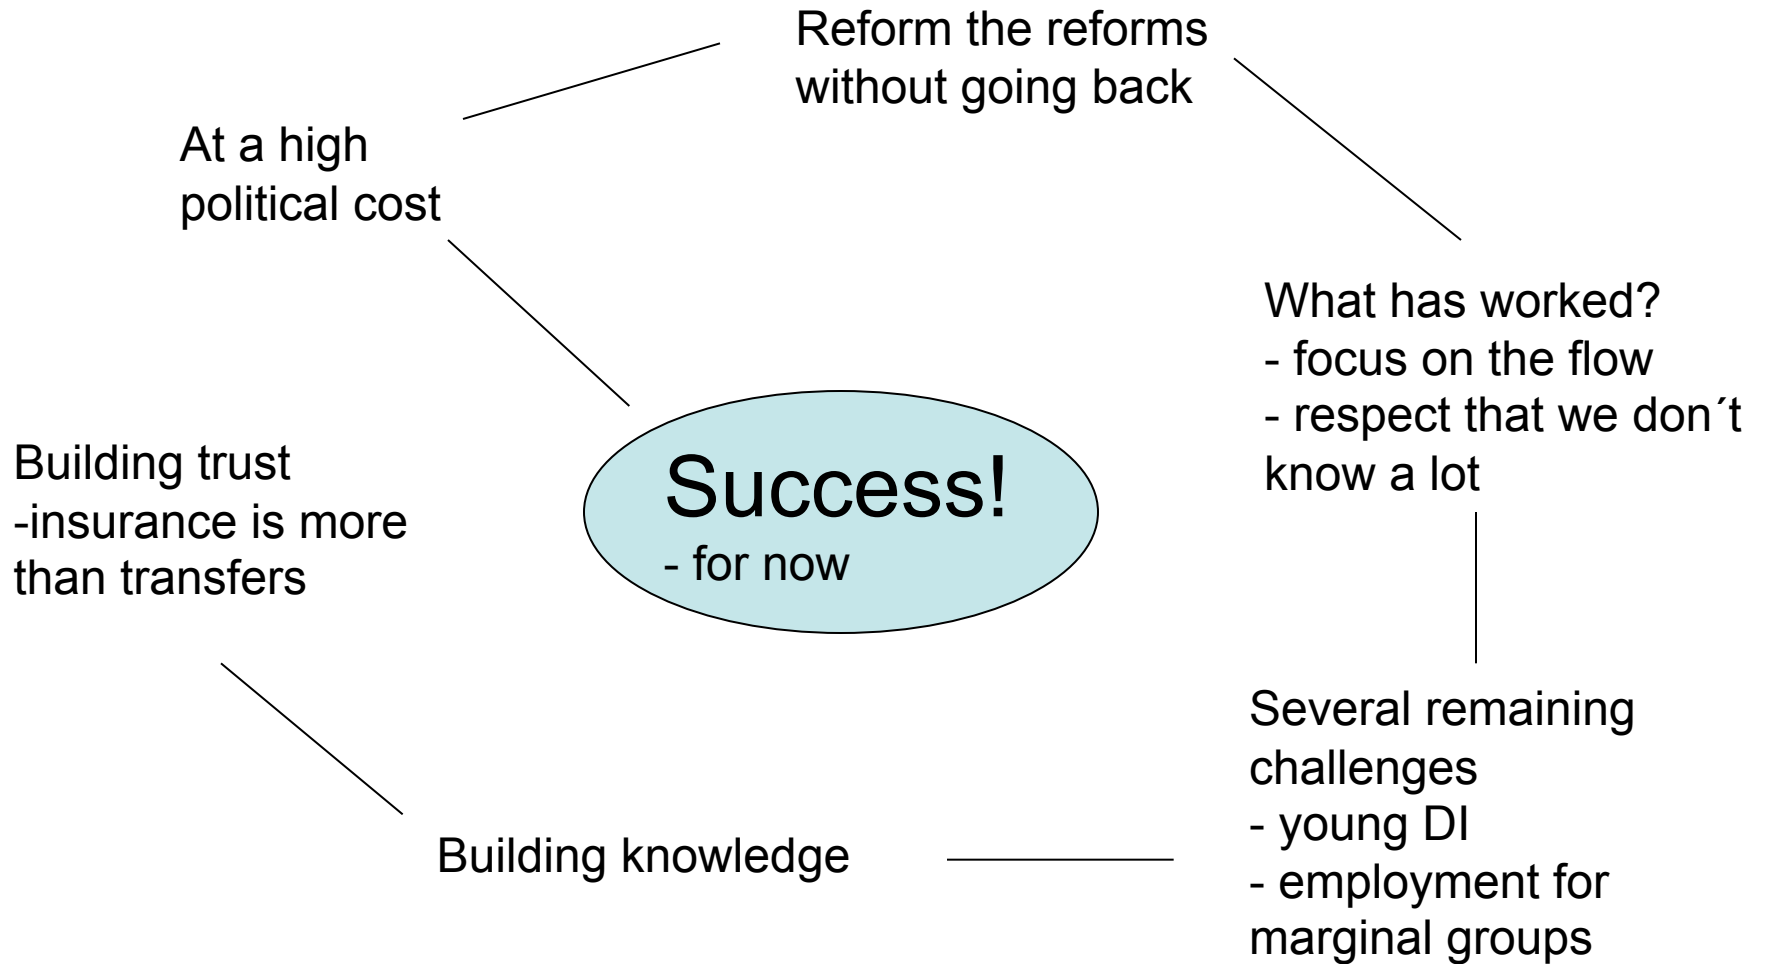 Reform the reforms
without going back
At a high
political cost
What has worked?
- focus on the flow
- respect that we don´t
know a lot
Building trust
-insurance is more
than transfers
Success!
- for now
Several remaining
challenges
- young DI
- employment for
marginal groups
Building knowledge